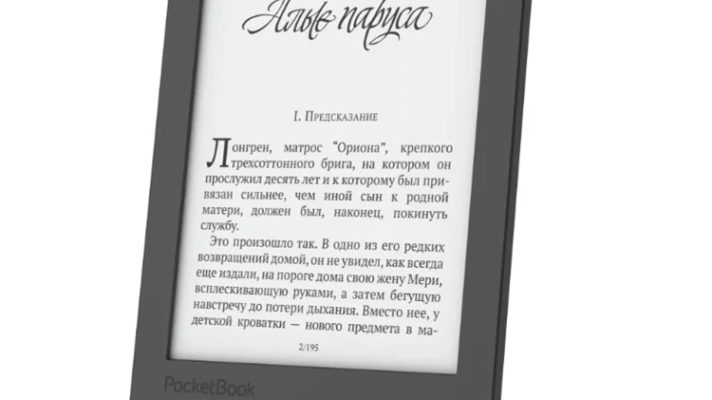 Алые паруса
I. Предсказание
Лонгрен, матрос "Ориона", крепкого
трехсоттонного брига, на котором он
прослужил десять лет и к которому был при-
вязан сильнее, чем иной сын к родной
матери, должен был, наконец, покинуть
службу.
Это произошло так. В одно из его редких
возвращений домой, он не увидел, как всегда
еще издали, на пороге дома свою жену Мери,
всплескивающую руками, а затем бегущую
навстречу до потери дыхания. Вместо нее, у
детской кроватки — нового предмета в ма-
2/195
PocketBook